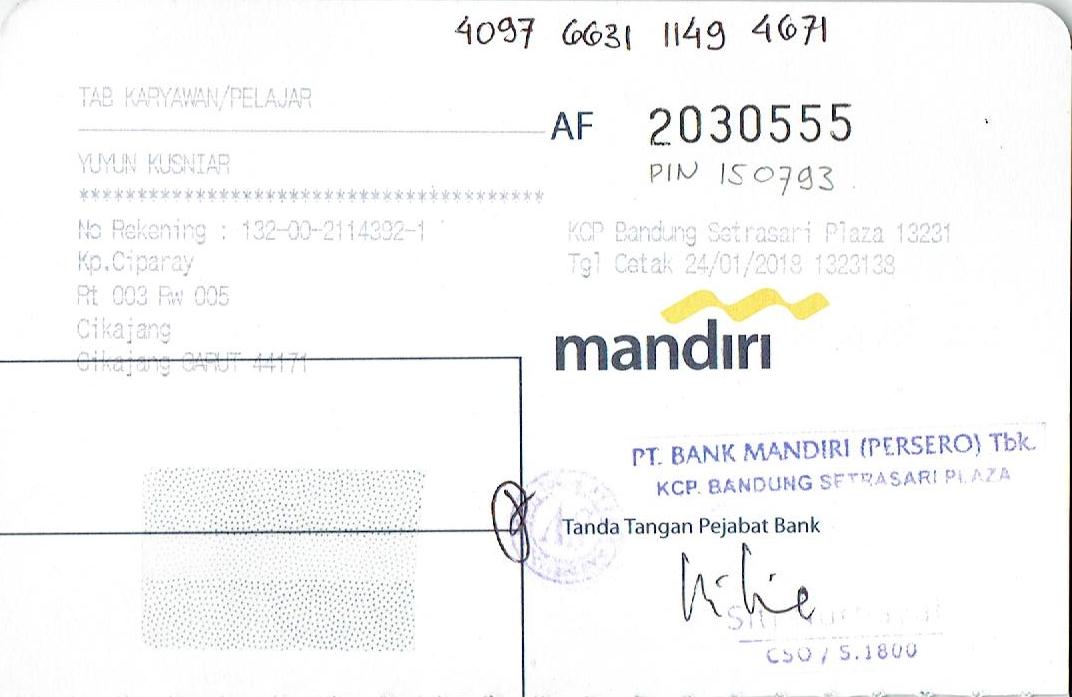 4097 6631 1149 4671
TAB KARYAWAN/PELAJAR
AF 2030555
YUYUN KUSNIAR
PIN 150793
****************************************
No Rekening : 132-00-2114392-1
KCP Bandung Setrasari Plaza 13231
Kp.Ciparay
Tgl Cetak 24/01/2018 1323138
Rt 003 Rw 005
Cikajang
mandiri
Cikajang GARUT 44171
PT. BANK MANDIRI (PERSERO) Tbk.
KCP. BANDUNG SETRASARI PLAZA
Tanda Tangan Pejabat Bank
Siti
CSO / S.1800